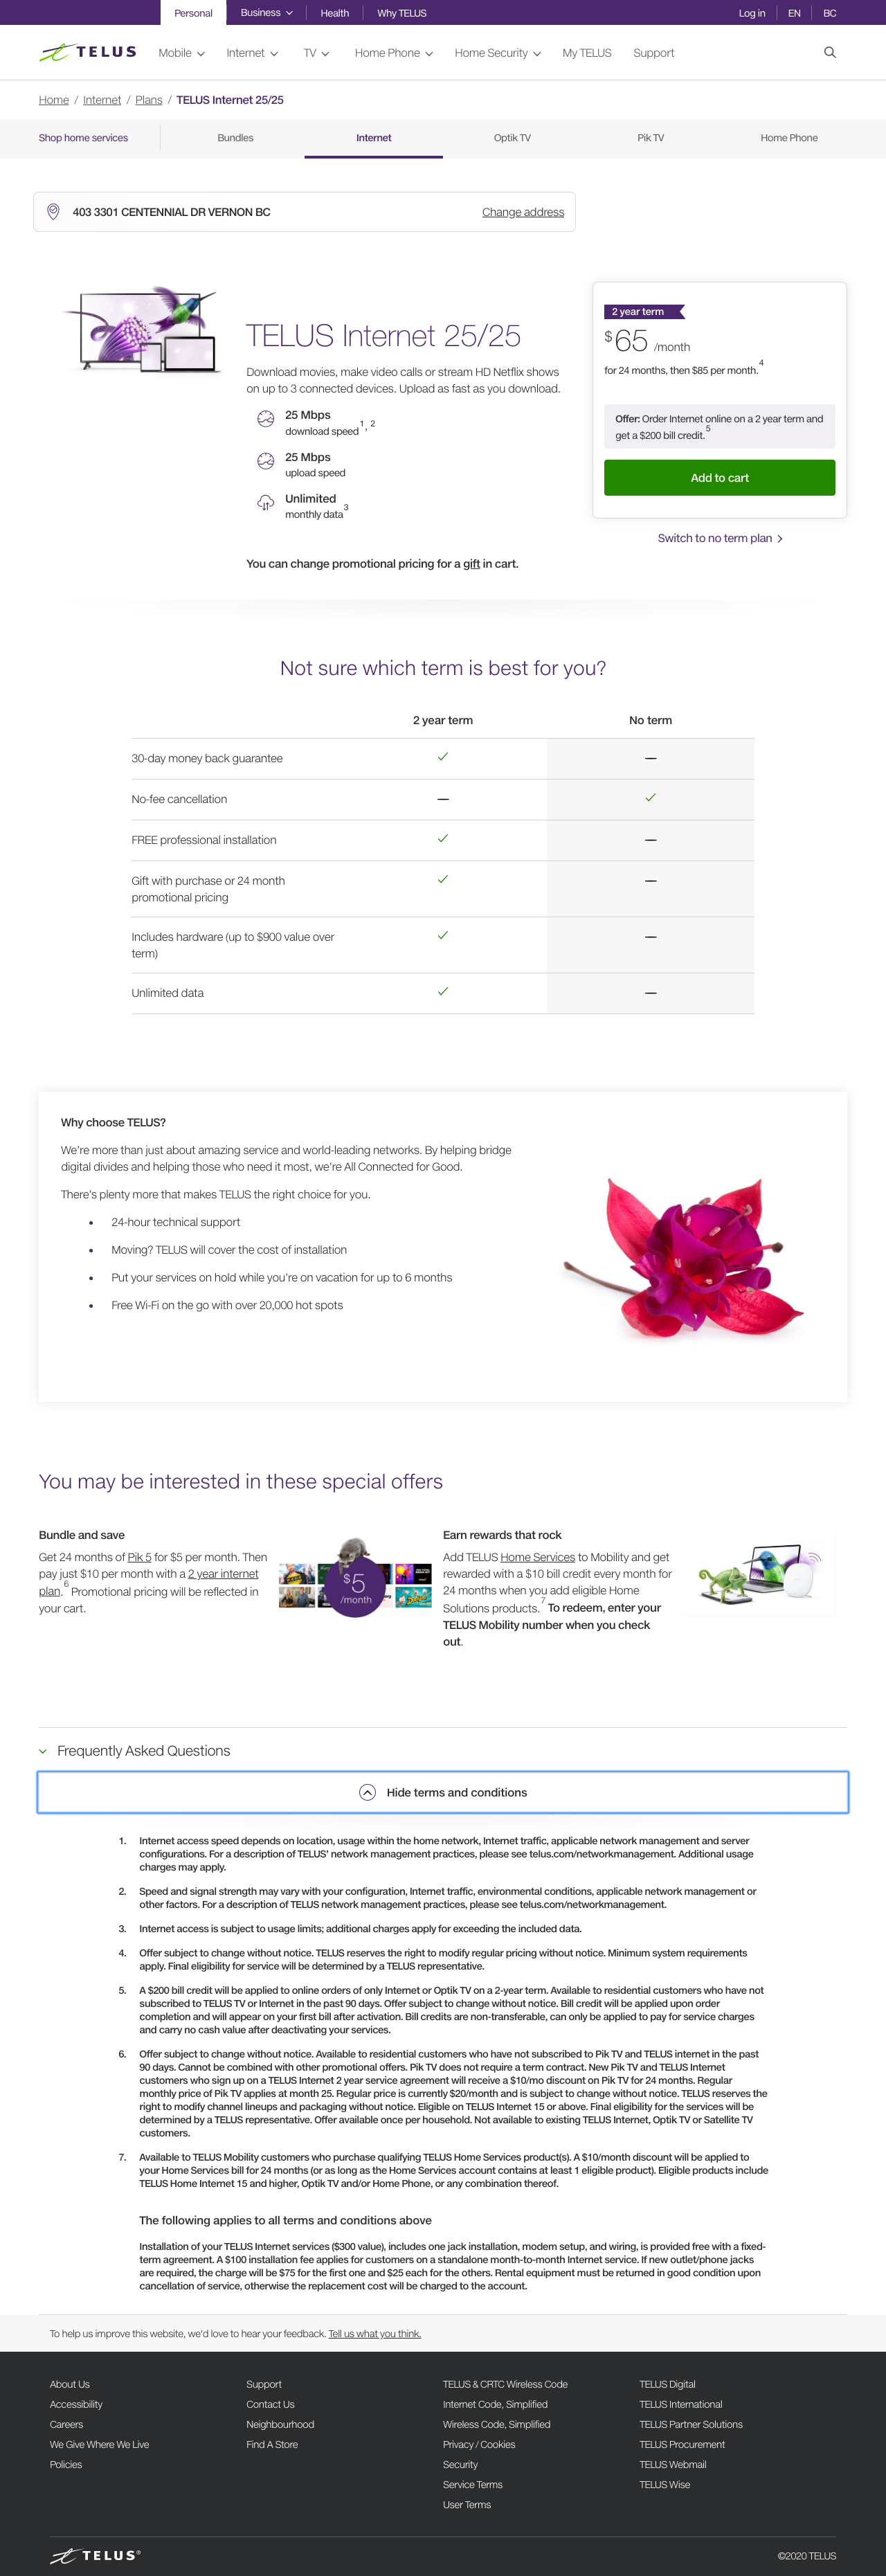 Personal Business Health Why TELUS Log in EN BC
TELUS Mobile Internet TV Home Phone Home Security My TELUS Support
Home / Internet / Plans / TELUS Internet 25/25
Shop home services Bundles Internet Optik TV Pik TV Home Phone
403 3301 CENTENNIAL DR VERNON BC Change address
TELUS Internet 25/25
Download movies, make video calls or stream HD Netflix shows
on up to 3 connected devices. Upload as fast as you download.
25 Mbps
download speed1, 2
25 Mbps
upload speed
Unlimited
monthly data3
You can change promotional pricing for a gift in cart.
2 year term
$65 /month
for 24 months, then $85 per month.4
Offer: Order Internet online on a 2 year term and
get a $200 bill credit.5
Add to cart
Switch to no term plan
Not sure which term is best for you?
2 year term No term
30-day money back guarantee
No-fee cancellation
FREE professional installation
Gift with purchase or 24 month
promotional pricing
Includes hardware (up to $900 value over
term)
Unlimited data
Why choose TELUS?
We're more than just about amazing service and world-leading networks. By helping bridge
digital divides and helping those who need it most, we're All Connected for Good.
There's plenty more that makes TELUS the right choice for you.
• 24-hour technical support
• Moving? TELUS will cover the cost of installation
• Put your services on hold while you're on vacation for up to 6 months
• Free Wi-Fi on the go with over 20,000 hot spots
You may be interested in these special offers
Bundle and save
Get 24 months of Pik 5 for $5 per month. Then
pay just $10 per month with a 2 year internet
plan.6 Promotional pricing will be reflected in
your cart.
$5
/month
Earn rewards that rock
Add TELUS Home Services to Mobility and get
rewarded with a $10 bill credit every month for
24 months when you add eligible Home
Solutions products.7 To redeem, enter your
TELUS Mobility number when you check
out.
Frequently Asked Questions
Hide terms and conditions
1. Internet access speed depends on location, usage within the home network, Internet traffic, applicable network management and server
configurations. For a description of TELUS' network management practices, please see telus.com/networkmanagement. Additional usage
charges may apply.
2. Speed and signal strength may vary with your configuration, Internet traffic, environmental conditions, applicable network management or
other factors. For a description of TELUS network management practices, please see telus.com/networkmanagement.
3. Internet access is subject to usage limits; additional charges apply for exceeding the included data.
4. Offer subject to change without notice. TELUS reserves the right to modify regular pricing without notice. Minimum system requirements
apply. Final eligibility for service will be determined by a TELUS representative.
5. A $200 bill credit will be applied to online orders of only Internet or Optik TV on a 2-year term. Available to residential customers who have not
subscribed to TELUS TV or Internet in the past 90 days. Offer subject to change without notice. Bill credit will be applied upon order
completion and will appear on your first bill after activation. Bill credits are non-transferable, can only be applied to pay for service charges
and carry no cash value after deactivating your services.
6. Offer subject to change without notice. Available to residential customers who have not subscribed to Pik TV and TELUS internet in the past
90 days. Cannot be combined with other promotional offers. Pik TV does not require a term contract. New Pik TV and TELUS Internet
customers who sign up on a TELUS Internet 2 year service agreement will receive a $10/mo discount on Pik TV for 24 months. Regular
monthly price of Pik TV applies at month 25. Regular price is currently $20/month and is subject to change without notice. TELUS reserves the
right to modify channel lineups and packaging without notice. Eligible on TELUS Internet 15 or above. Final eligibility for the services will be
determined by a TELUS representative. Offer available once per household. Not available to existing TELUS Internet, Optik TV or Satellite TV
customers.
7. Available to TELUS Mobility customers who purchase qualifying TELUS Home Services product(s). A $10/month discount will be applied to
your Home Services bill for 24 months (or as long as the Home Services account contains at least 1 eligible product). Eligible products include
TELUS Home Internet 15 and higher, Optik TV and/or Home Phone, or any combination thereof.
The following applies to all terms and conditions above
Installation of your TELUS Internet services ($300 value), includes one jack installation, modem setup, and wiring, is provided free with a fixed-
term agreement. A $100 installation fee applies for customers on a standalone month-to-month Internet service. If new outlet/phone jacks
are required, the charge will be $75 for the first one and $25 each for the others. Rental equipment must be returned in good condition upon
cancellation of service, otherwise the replacement cost will be charged to the account.
To help us improve this website, we'd love to hear your feedback. Tell us what you think.
About Us Support TELUS & CRTC Wireless Code TELUS Digital
Accessibility Contact Us Internet Code, Simplified TELUS International
Careers Neighbourhood Wireless Code, Simplified TELUS Partner Solutions
We Give Where We Live Find A Store Privacy / Cookies TELUS Procurement
Policies Security TELUS Webmail
Service Terms TELUS Wise
User Terms
TELUS® ©2020 TELUS